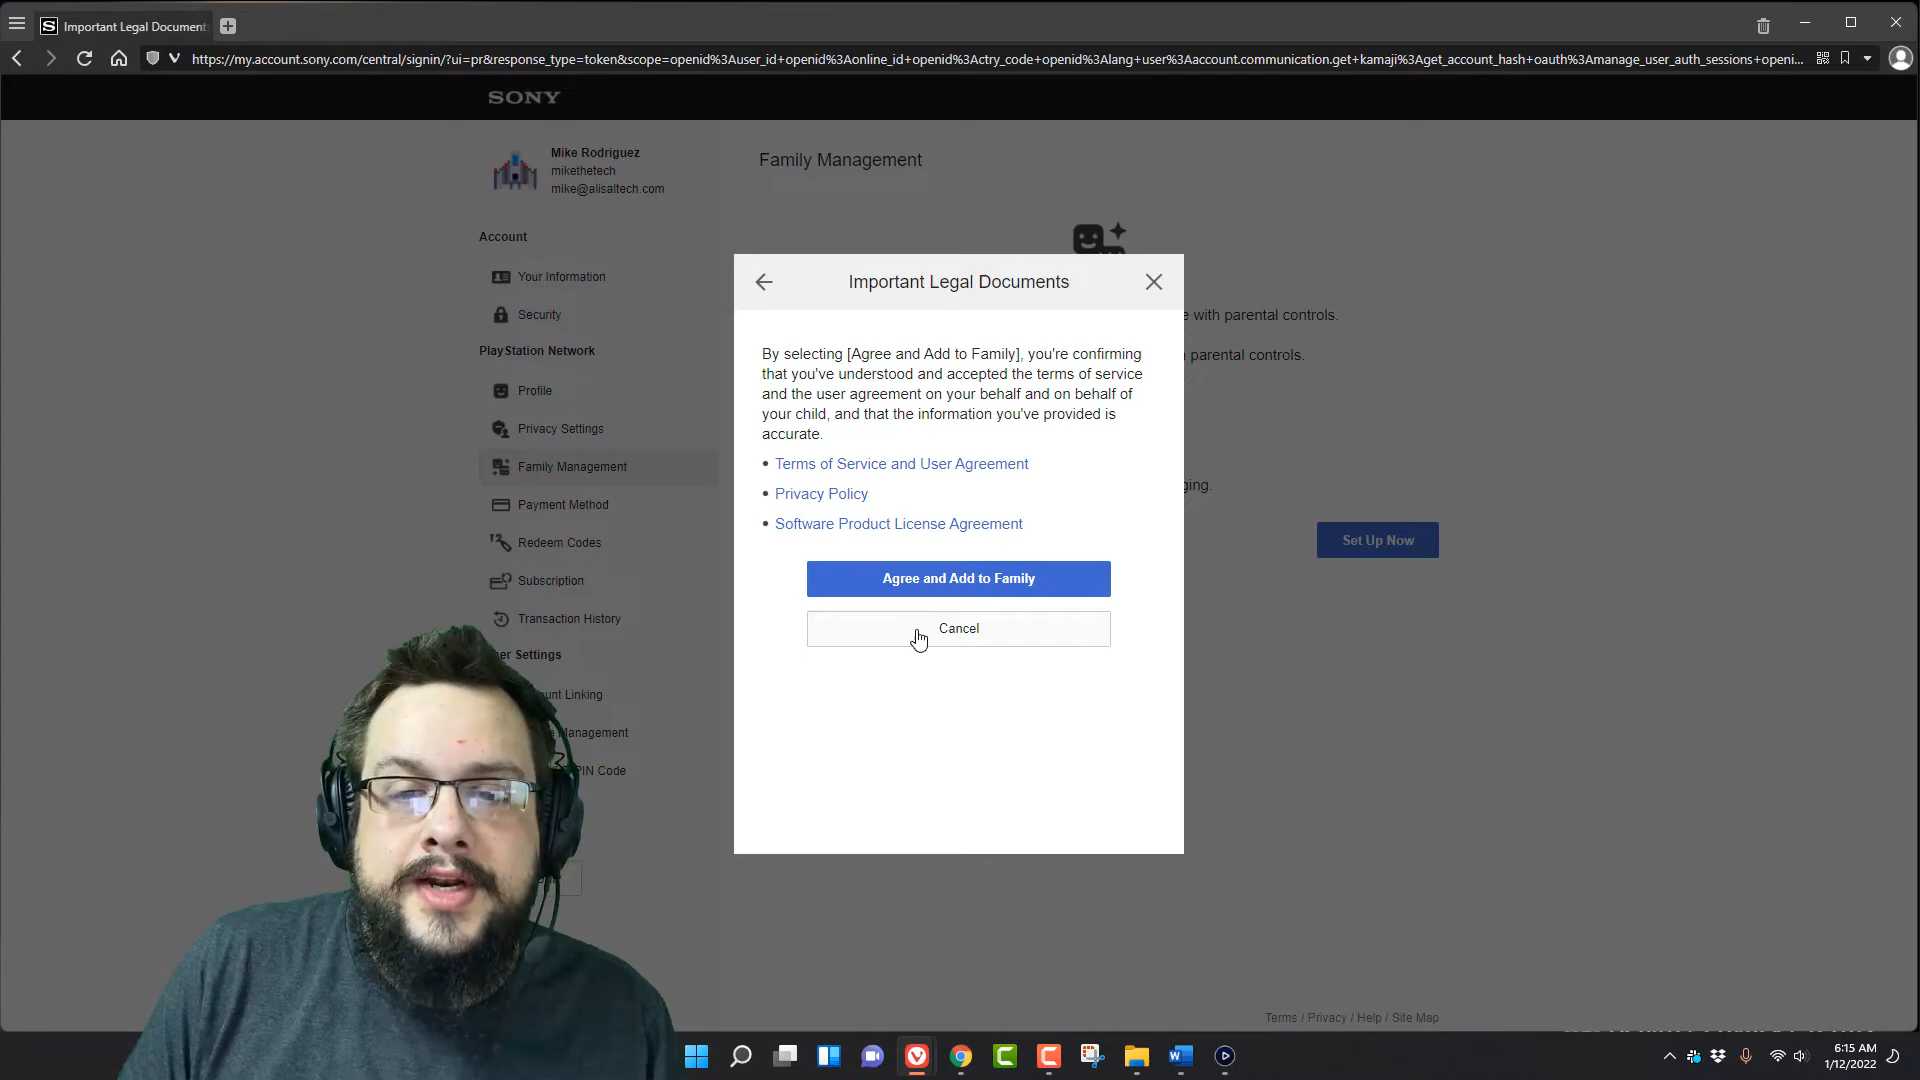 S Important Legal Document
https://my.account.sony.com/central/signin/?ui=pr&response_type=token&scope=openid%3Auser_id+openid%3Aonline_id+openid%3Actry_code+openid%3Alang+user%3Aaccount.communication.get+kamaji%3Aget_account_hash+oauth%3Amanage_user_auth_sessions+openi...
SONY
Mike Rodriguez
mikethetech
mike@alisaltech.com
Account
Your Information
Security
PlayStation Network
Profile
Privacy Settings
Family Management
Payment Method
Redeem Codes
Subscription
Transaction History
er Settings
unt Linking
Management
PIN Code
Family Management
e with parental controls.
parental controls.
ging.
Set Up Now
Important Legal Documents
By selecting [Agree and Add to Family], you're confirming
that you've understood and accepted the terms of service
and the user agreement on your behalf and on behalf of
your child, and that the information you've provided is
accurate.
• Terms of Service and User Agreement
• Privacy Policy
• Software Product License Agreement
Agree and Add to Family
Cancel
Terms / Privacy / Help / Site Map
6:15 AM
1/12/2022